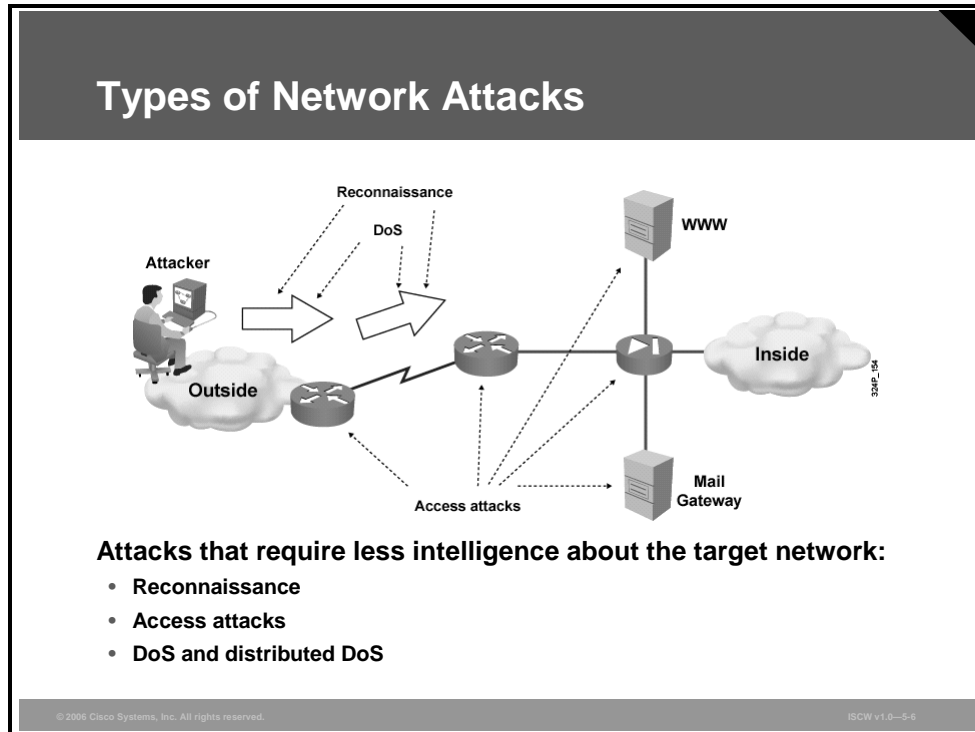 Types of Network Attacks
Reconnaissance
DoS
WWW
Attacker
Inside
Outside
324P_154
Mail
Gateway
Access attacks
Attacks that require less intelligence about the target network:
• Reconnaissance
• Access attacks
• DoS and distributed DoS
© 2006 Cisco Systems, Inc. All rights reserved.
ISCW v1.0—5-6